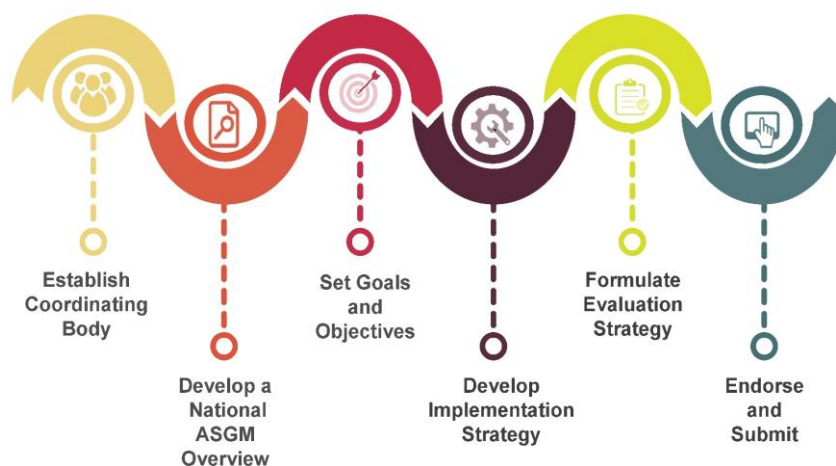 Establish
Coordinating
Body
Develop a
National
ASGM
Overview
Set Goals
and
Objectives
Develop
Implementation
Strategy
Formulate
Evaluation
Strategy
Endorse
and
Submit